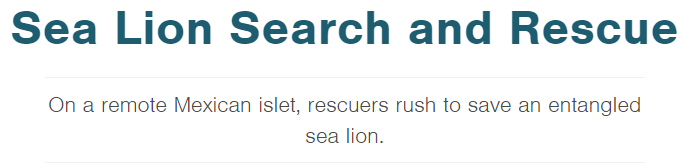 Sea Lion Search and Rescue
On a remote Mexican islet, rescuers rush to save an entangled
sea lion.